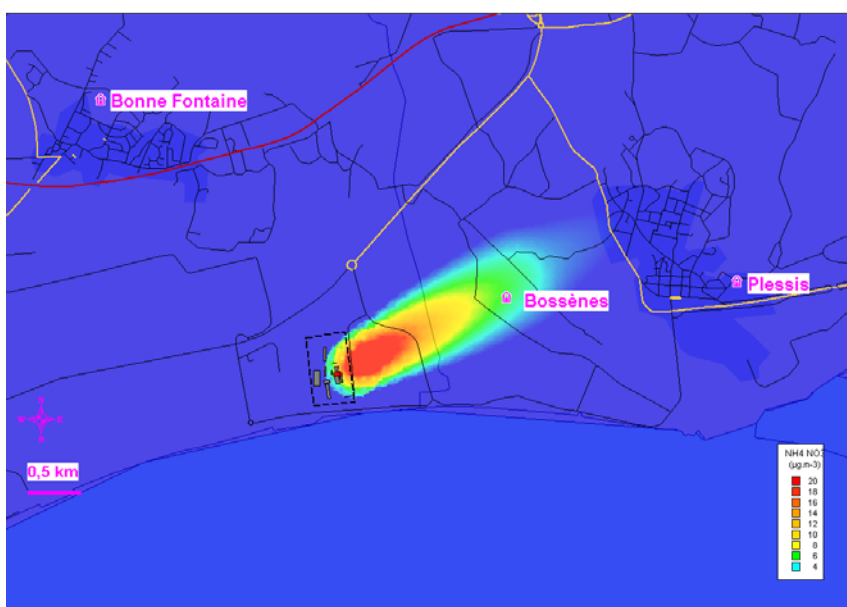 Bonne Fontaine
Plessis
Bossènes
N
W E
S
0,5 km
NH4 NO3
(µg.m-3)
20
18
16
14
12
10
8
6
4